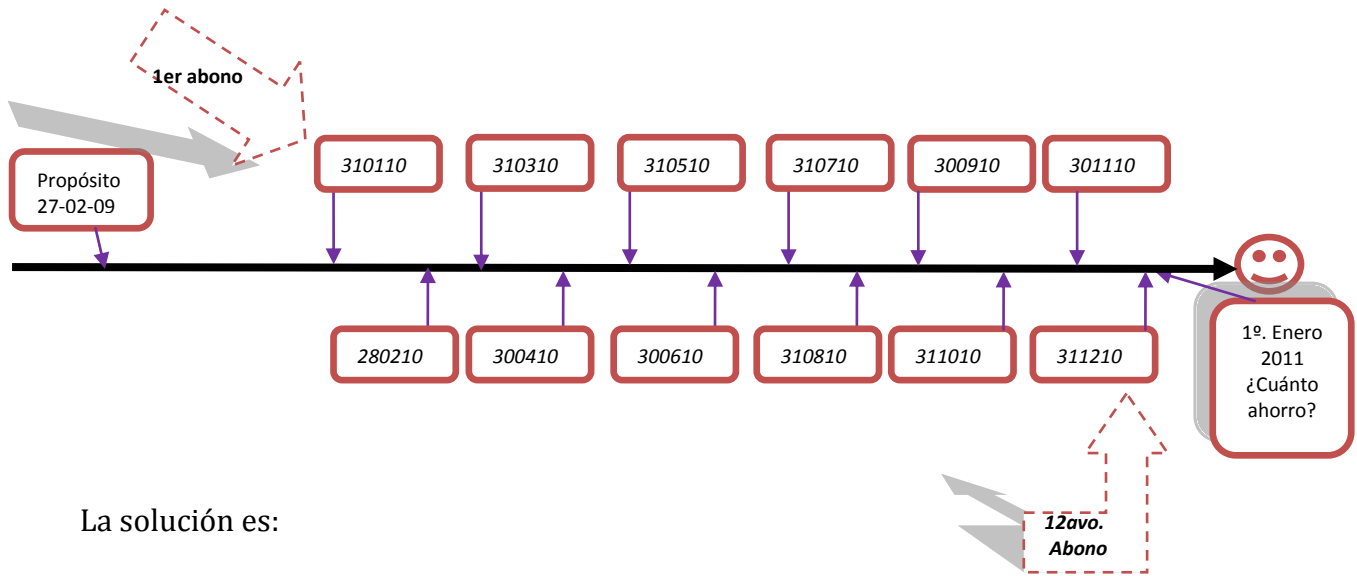 1er abono
Propósito
27-02-09
310110
310310
310510
310710
300910
301110
280210
300410
300610
310810
311010
311210
1º. Enero
2011
¿Cuánto
ahorro?
La solución es:
12avo.
Abono